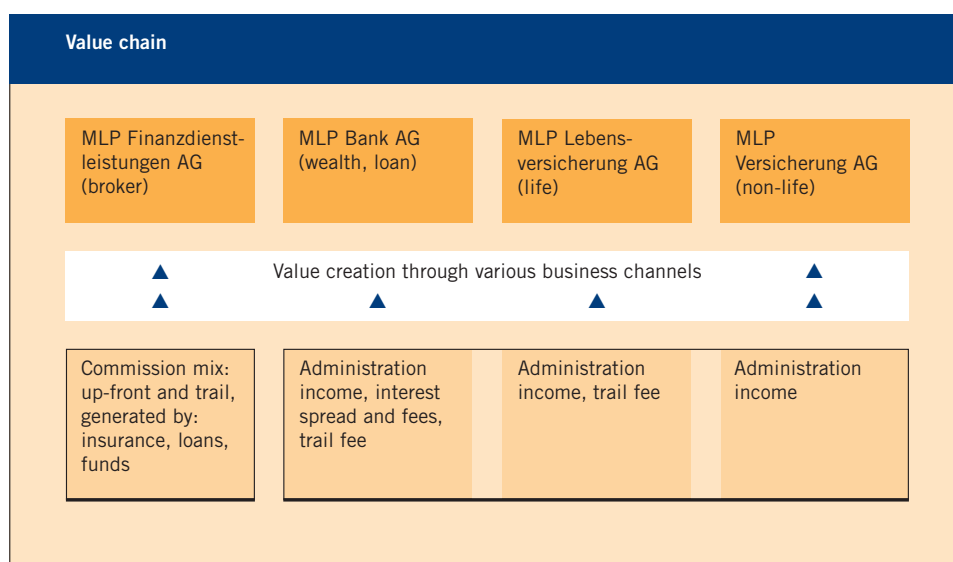 Value chain
MLP Finanzdienst-
leistungen AG
(broker)
MLP Bank AG
(wealth, loan)
MLP Lebens-
versicherung AG
(life)
MLP
Versicherung AG
(non-life)
Value creation through various business channels
Commission mix:
up-front and trail,
generated by:
insurance, loans,
funds
Administration
income, interest
spread and fees,
trail fee
Administration
income, trail fee
Administration
income